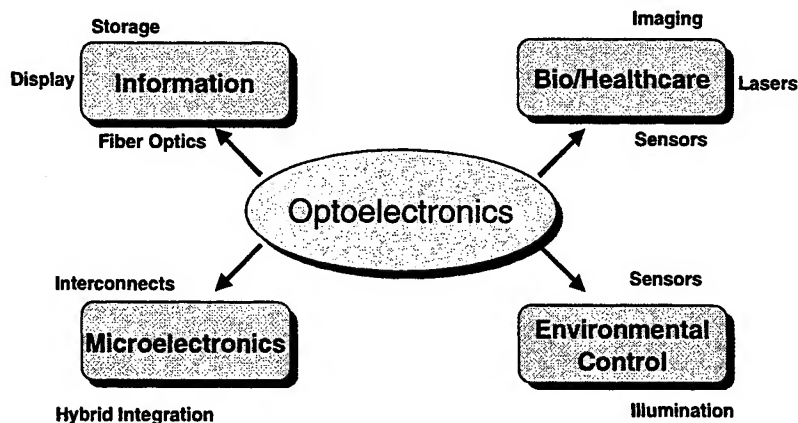 Storage
Display
Information
Fiber Optics
Imaging
Bio/Healthcare
Lasers
Sensors
Optoelectronics
Interconnects
Microelectronics
Hybrid Integration
Sensors
Environmental
Control
Illumination